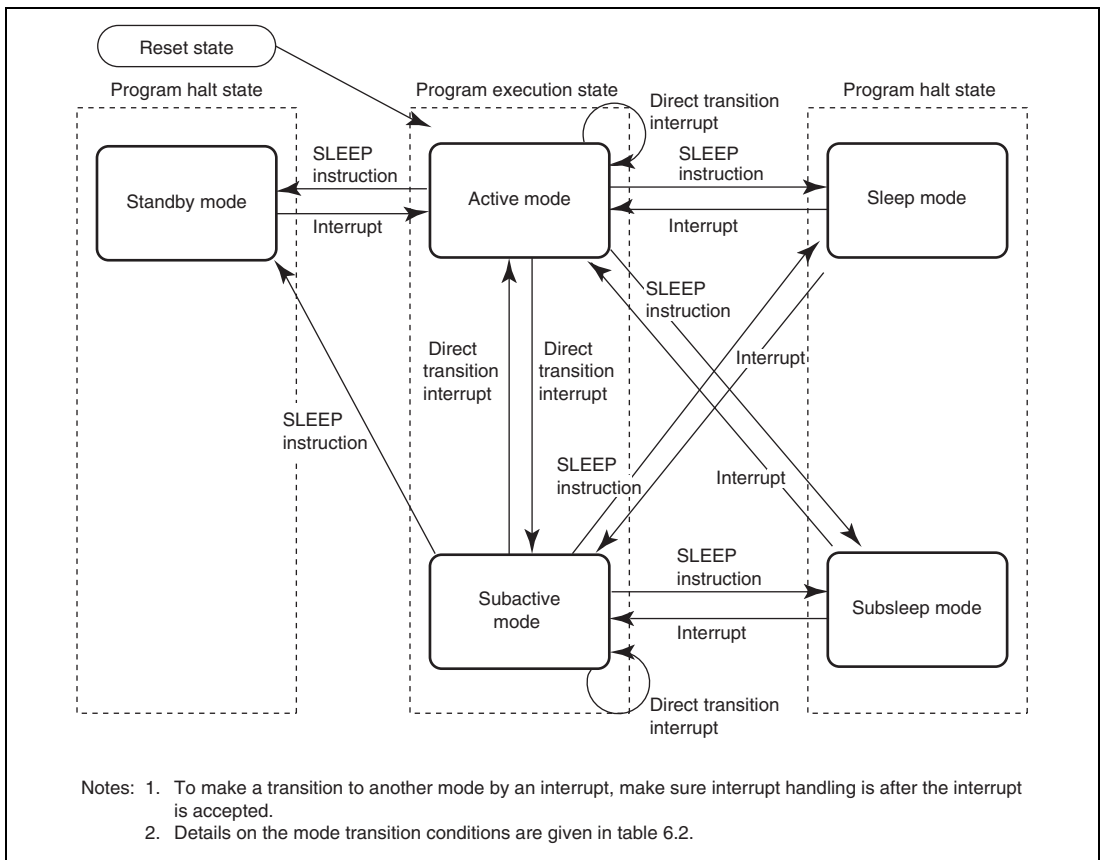 Reset state
Program halt state
Program execution state
Program halt state
Direct transition
interrupt
SLEEP
instruction
SLEEP
instruction
Standby mode
Active mode
Sleep mode
Interrupt
Interrupt
SLEEP
instruction
Direct
transition
interrupt
Direct
transition
interrupt
Interrupt
SLEEP
instruction
SLEEP
instruction
Interrupt
SLEEP
instruction
Subactive
mode
Subsleep mode
Interrupt
Direct transition
interrupt
Notes: 1. To make a transition to another mode by an interrupt, make sure interrupt handling is after the interrupt
is accepted.
2. Details on the mode transition conditions are given in table 6.2.